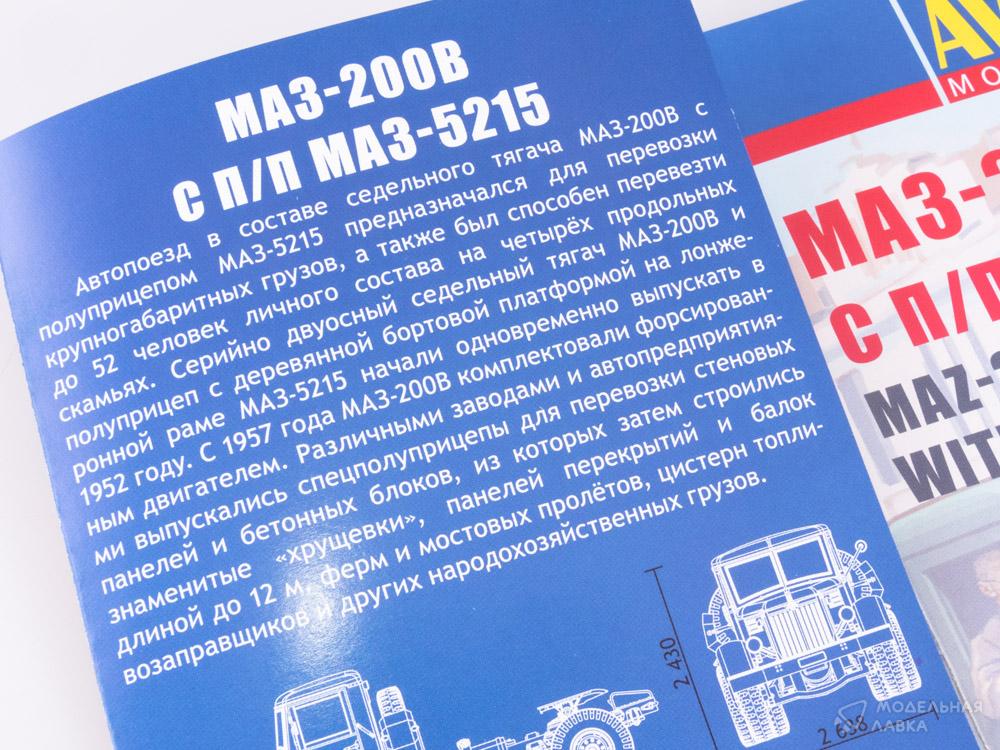 МАЗ-200В
С П/П МАЗ-5215
Автопоезд в составе седельного тягача МАЗ-200В с
полуприцепом МАЗ-5215 предназначался для перевозки
крупногабаритных грузов, а также был способен перевезти
до 52 человек личного состава на четырёх продольных
скамьях. Серийно двуосный седельный тягач МАЗ-200В и
полуприцеп с деревянной бортовой платформой на лонже-
ронной раме МАЗ-5215 начали одновременно выпускать в
1952 году. С 1957 года МАЗ-200В комплектовали форсирован-
ным двигателем. Различными заводами и автопредприятия-
ми выпускались спецполуприцепы для перевозки стеновых
панелей и бетонных блоков, из которых затем строились
знаменитые «хрущевки», панелей перекрытий и балок
длиной до 12 м, ферм и мостовых пролётов, цистерн топли-
возаправщиков и других народохозяйственных грузов.
2 430
2 638
МАЗ-
С П/П
MAZ-
WIT
МОДЕЛЬНАЯ
ЛАВКА